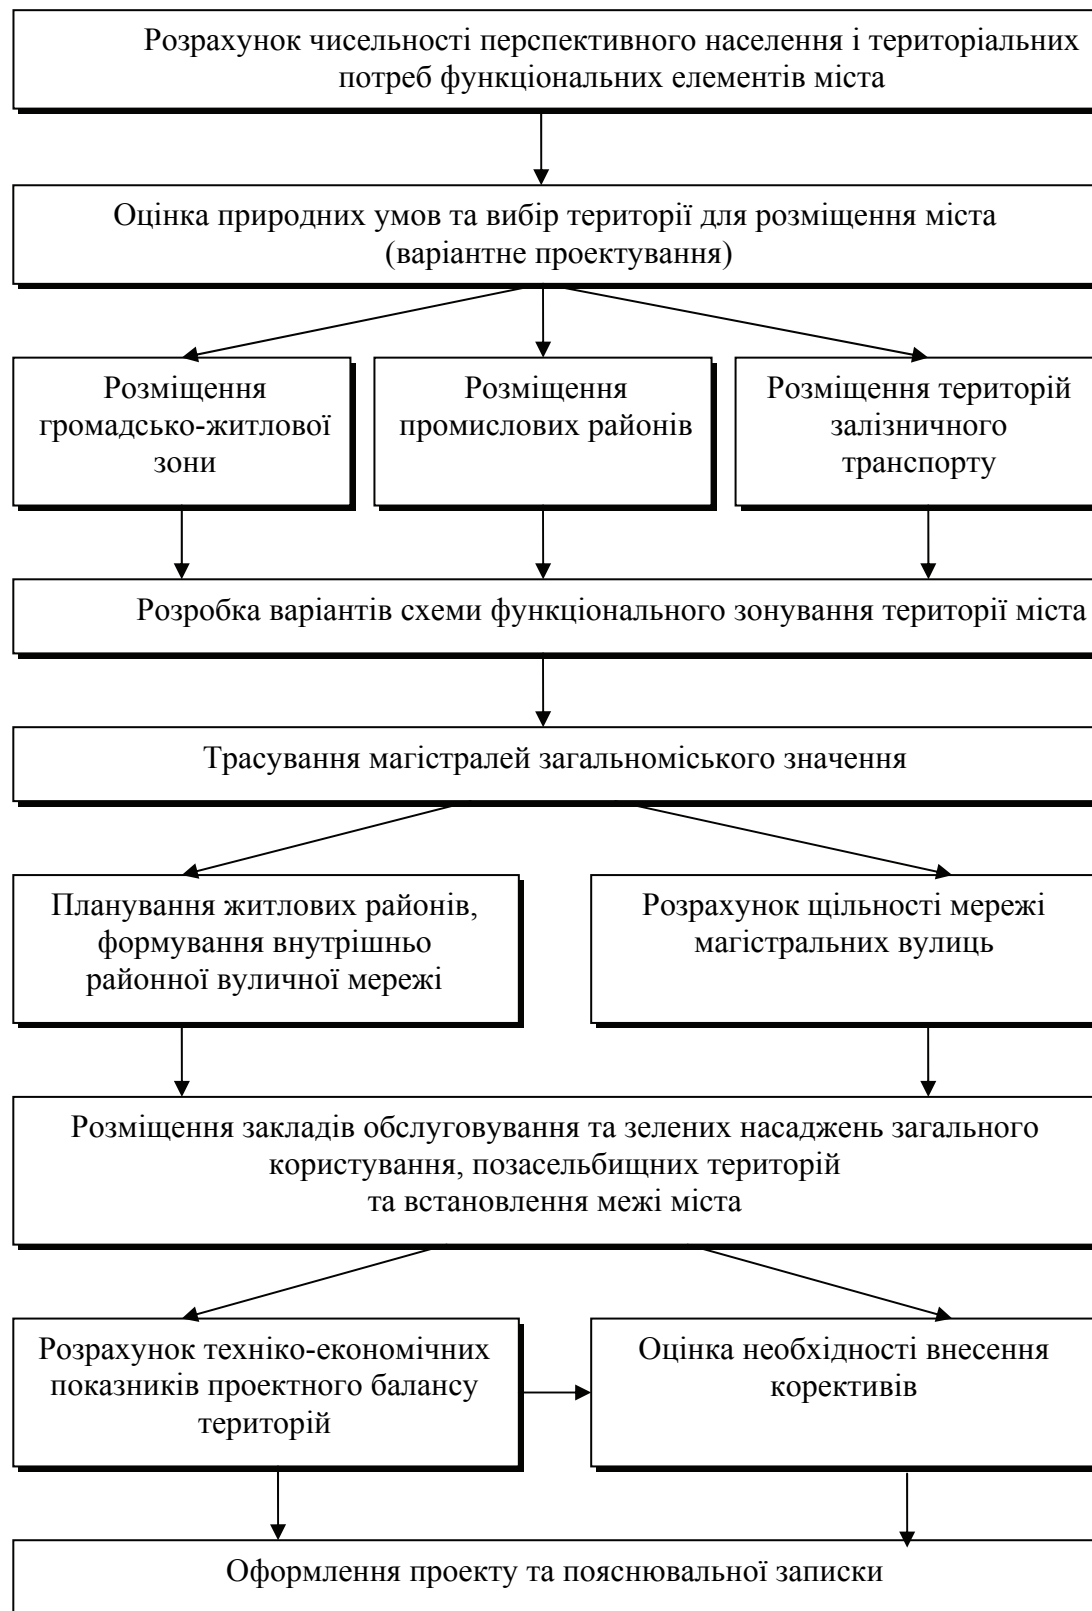 Розрахунок чисельності перспективного населення і територіальних
потреб функціональних елементів міста
Оцінка природних умов та вибір території для розміщення міста
(варіантне проектування)
Розміщення
громадсько-житлової
зони
Розміщення
промислових районів
Розміщення територій
залізничного
транспорту
Розробка варіантів схеми функціонального зонування території міста
Трасування магістралей загальноміського значення
Планування житлових районів,
формування внутрішньо
районної вуличної мережі
Розрахунок щільності мережі
магістральних вулиць
Розміщення закладів обслуговування та зелених насаджень загального
користування, позасельбищних територій
та встановлення межі міста
Розрахунок техніко-економічних
показників проектного балансу
територій
Оцінка необхідності внесення
корективів
Оформлення проекту та пояснювальної записки